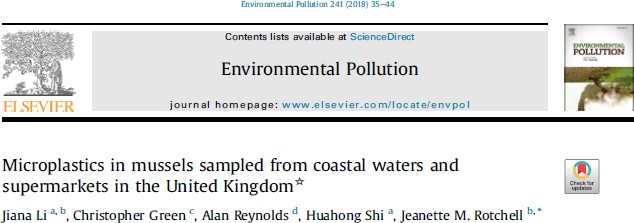 Environmental Pollution 241 (2018) 35–44
Contents lists available at ScienceDirect
Environmental Pollution
journal homepage: www.elsevier.com/locate/envpol
ELSEVIER
ENVIRONMENTAL
POLLUTION
Microplastics in mussels sampled from coastal waters and
supermarkets in the United Kingdom☆
Check for
updates
Jiana Li a, b, Christopher Green c, Alan Reynolds d, Huahong Shi a, Jeanette M. Rotchell b, *